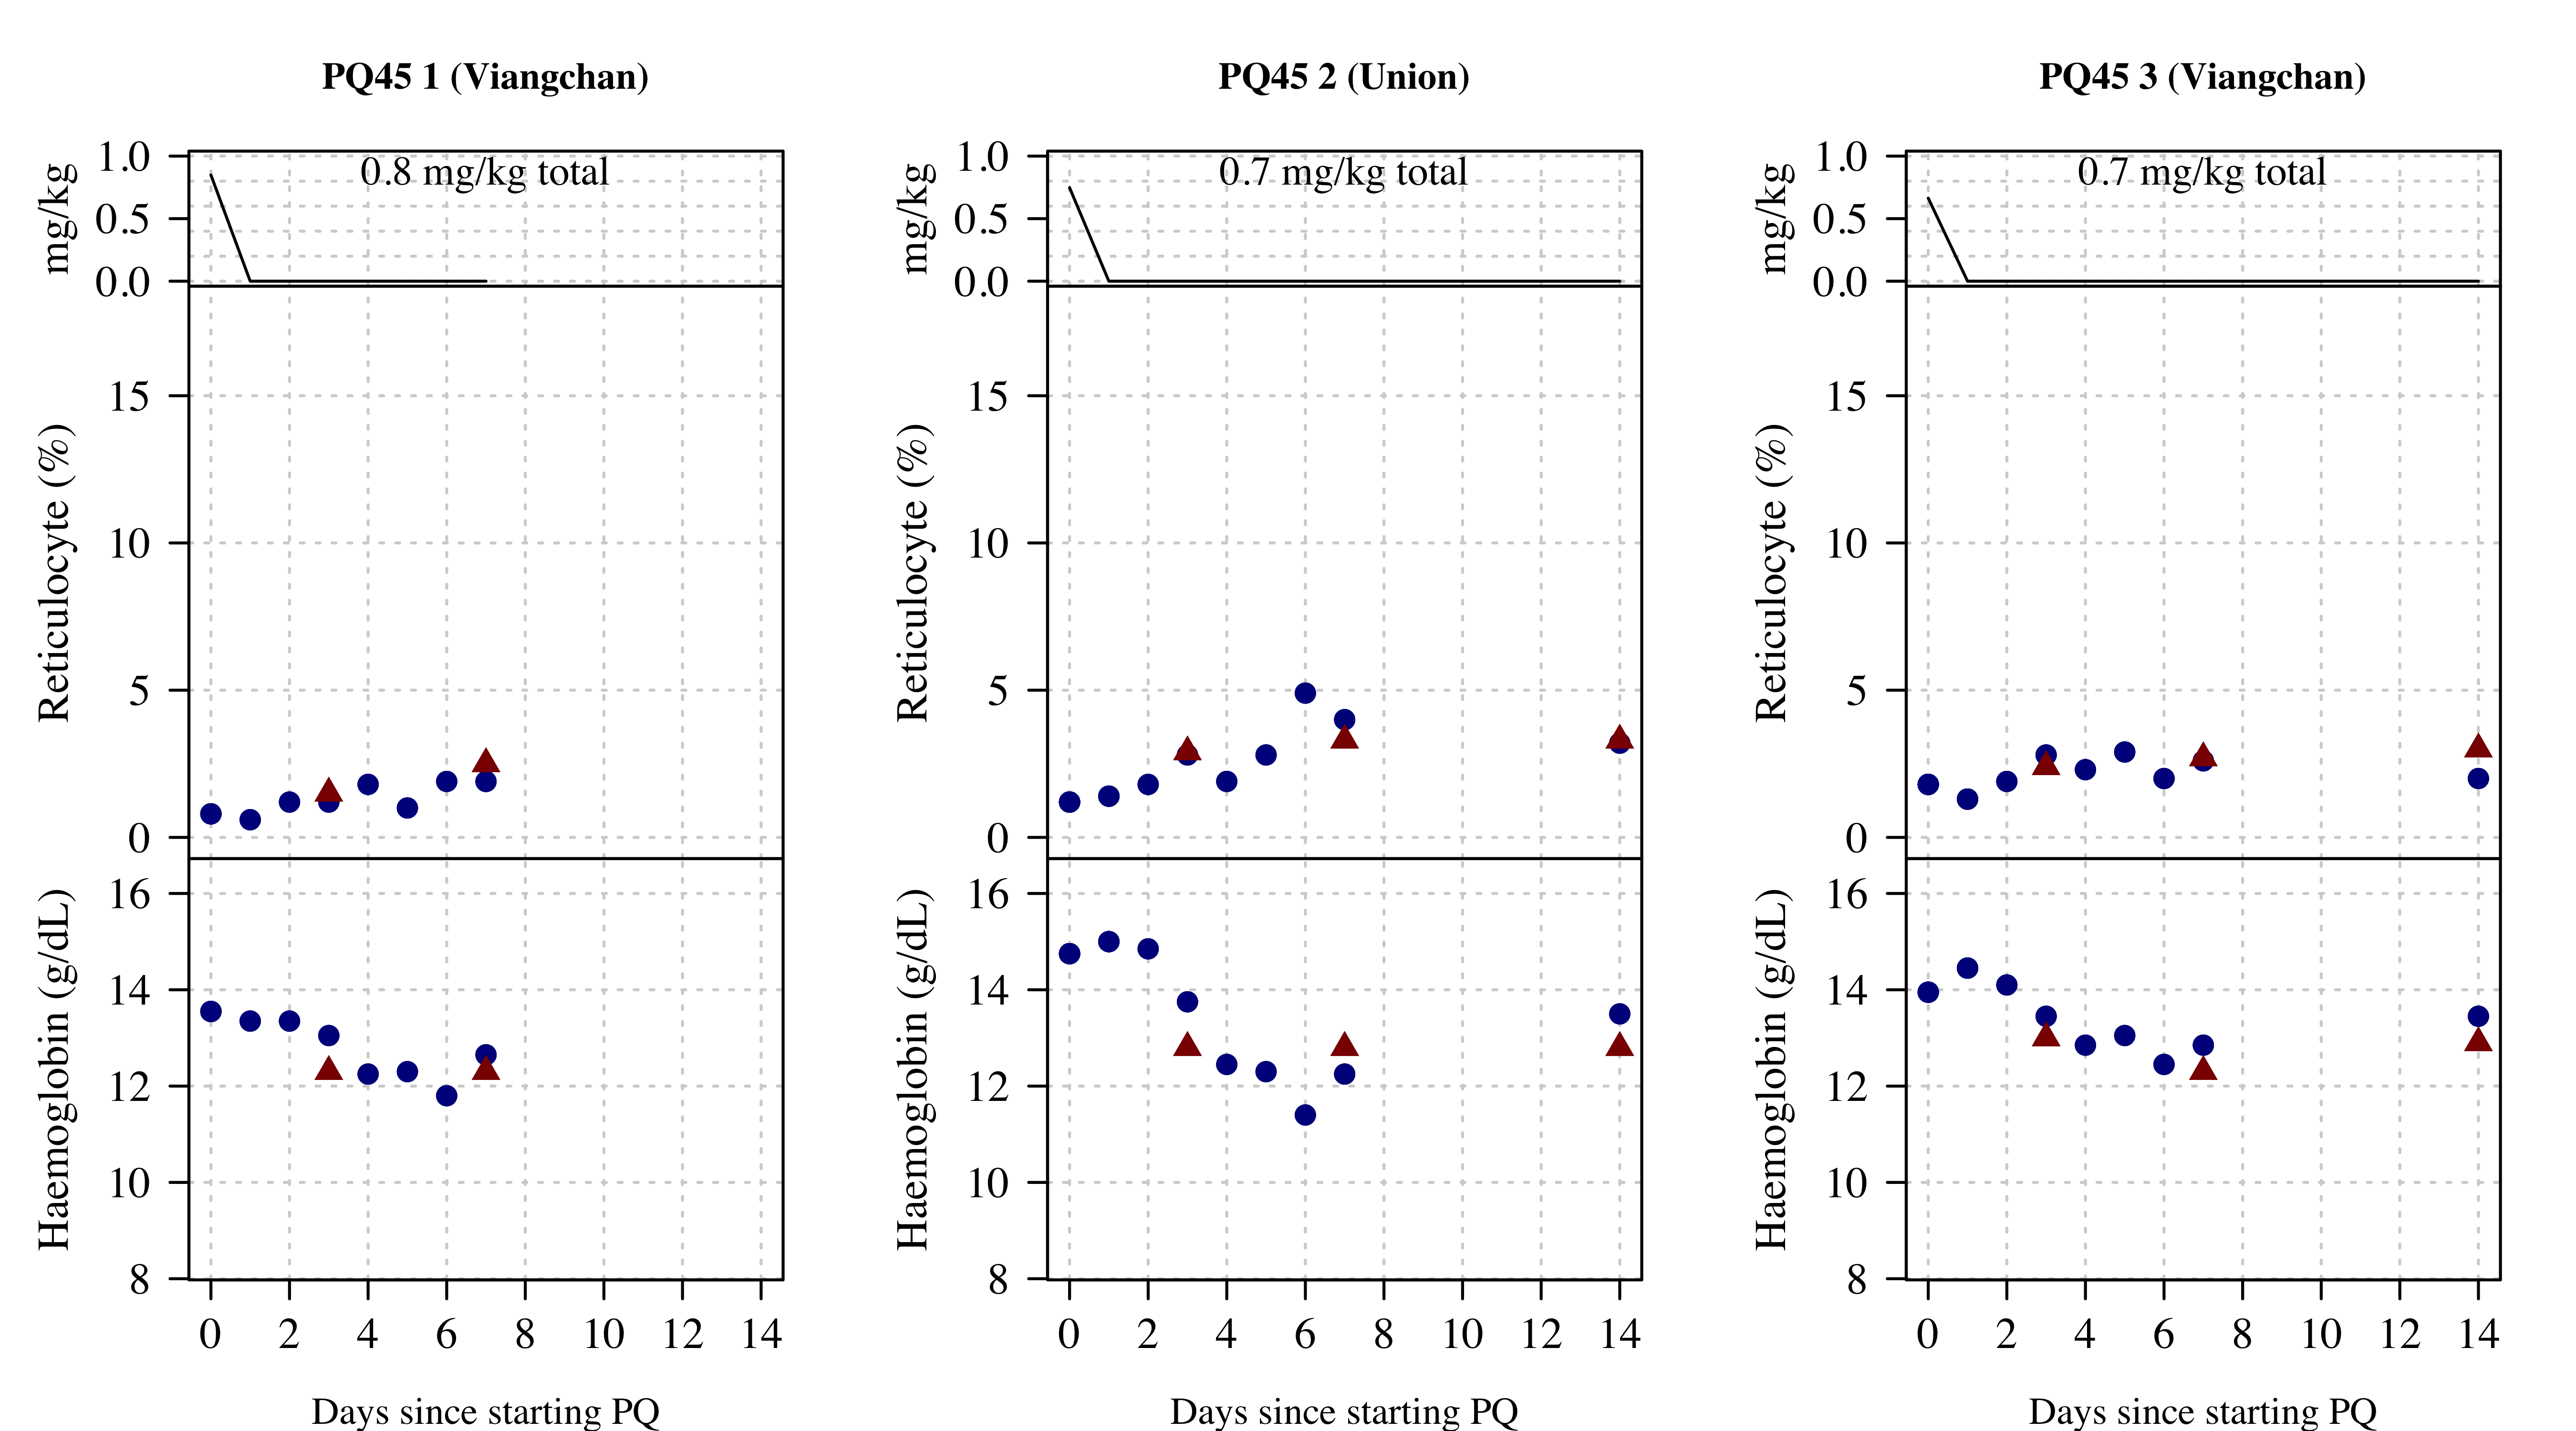 PQ45 1 (Viangchan)
mg/kg
1.0
0.5
0.0
0.8 mg/kg total
Reticulocyte (%)
15
10
5
0
Haemoglobin (g/dL)
16
14
12
10
8
0 2 4 6 8 10 12 14
Days since starting PQ
PQ45 2 (Union)
mg/kg
1.0
0.5
0.0
0.7 mg/kg total
Reticulocyte (%)
15
10
5
0
Haemoglobin (g/dL)
16
14
12
10
8
0 2 4 6 8 10 12 14
Days since starting PQ
PQ45 3 (Viangchan)
mg/kg
1.0
0.5
0.0
0.7 mg/kg total
Reticulocyte (%)
15
10
5
0
Haemoglobin (g/dL)
16
14
12
10
8
0 2 4 6 8 10 12 14
Days since starting PQ